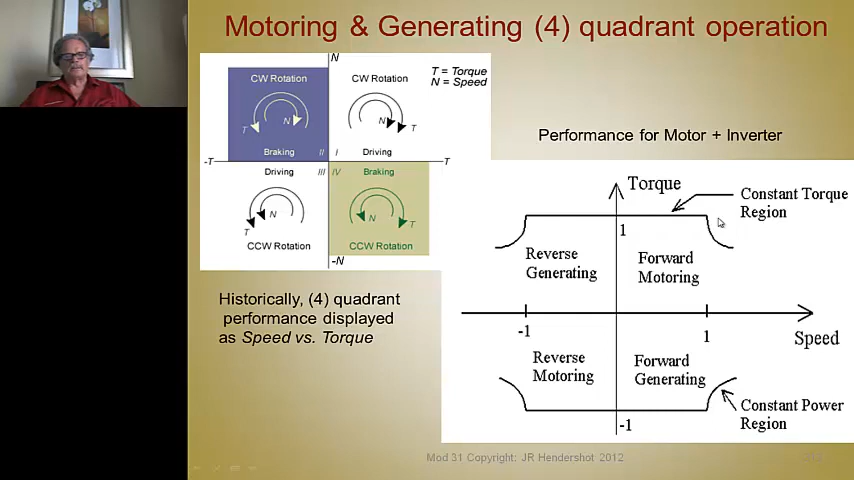 Motoring & Generating (4) quadrant operation
N
CW Rotation
CW Rotation
T = Torque
N = Speed
T
N
N
T
Braking
II
I
Driving
-T
T
Driving
III
IV
Braking
N
T
N
T
CCW Rotation
CCW Rotation
-N
Historically, (4) quadrant
performance displayed
as Speed vs. Torque
Performance for Motor + Inverter
Torque
Constant Torque
Region
1
Reverse
Generating
Forward
Motoring
-1
1
Speed
Reverse
Motoring
Forward
Generating
Constant Power
Region
-1
Mod 31 Copyright: JR Hendershot 2012